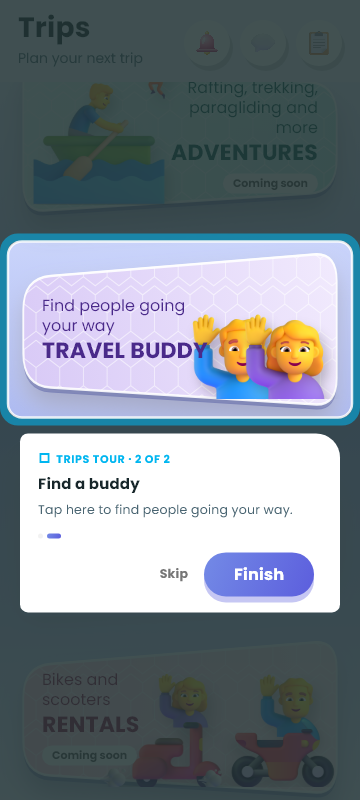 Trips
Plan your next trip
Rafting, trekking,
paragliding and
more
ADVENTURES
Coming soon
Find people going
your way
TRAVEL BUDDY
TRIPS TOUR · 2 OF 2
Find a buddy
Tap here to find people going your way.
Skip
Finish
Bikes and
scooters
RENTALS
Coming soon